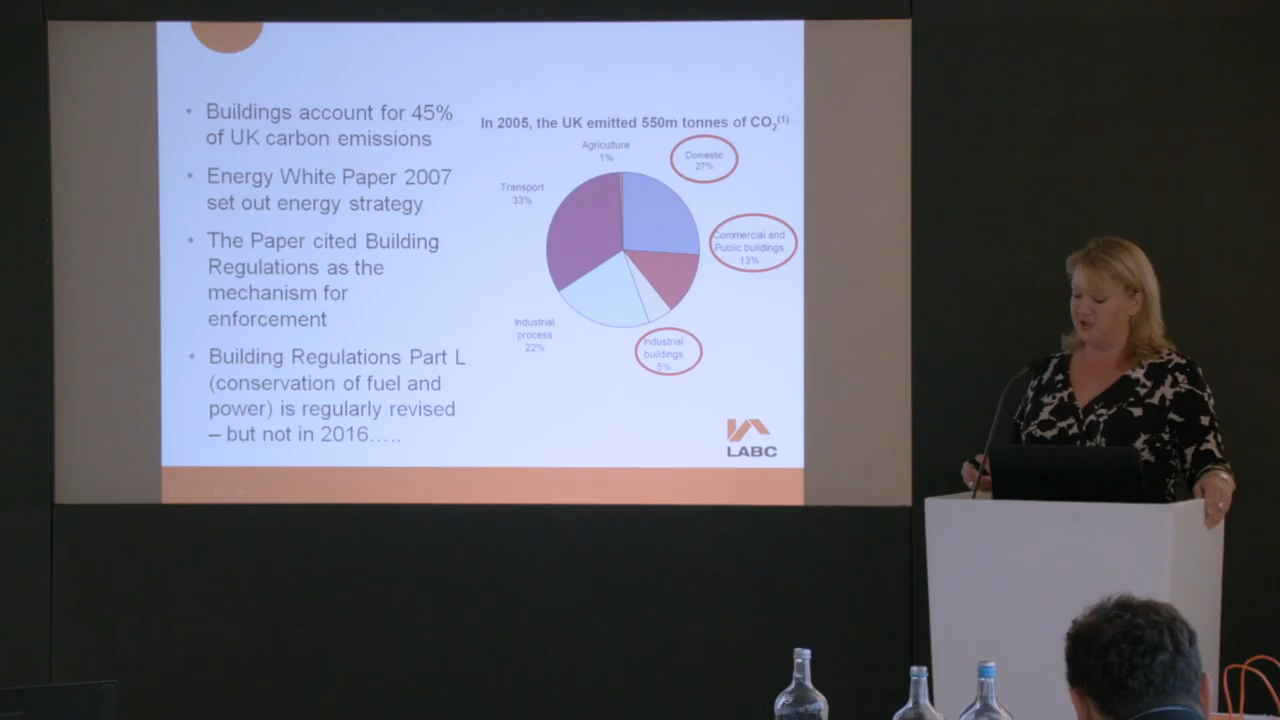 • Buildings account for 45%
of UK carbon emissions
• Energy White Paper 2007
set out energy strategy
• The Paper cited Building
Regulations as the
mechanism for
enforcement
• Building Regulations Part L
(conservation of fuel and
power) is regularly revised
– but not in 2016…..
In 2005, the UK emitted 550m tonnes of CO₂⁽¹⁾
Agriculture
1%
Domestic
27%
Transport
33%
Commercial and
Public buildings
13%
Industrial
process
22%
Industrial
buildings
5%
LABC